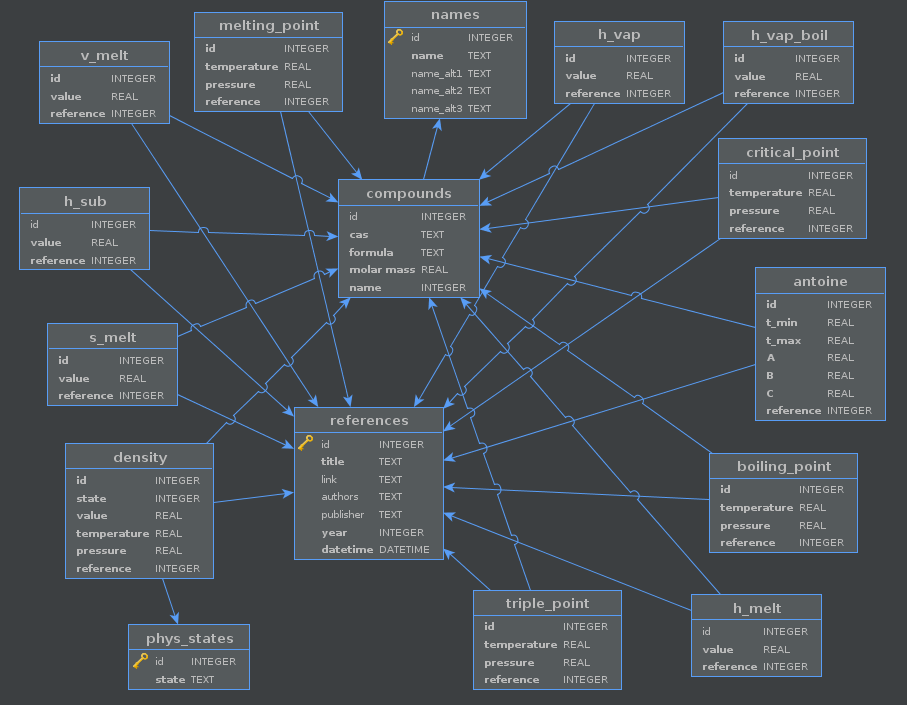 names
id INTEGER
name TEXT
name_alt1 TEXT
name_alt2 TEXT
name_alt3 TEXT
melting_point
id INTEGER
temperature REAL
pressure REAL
reference INTEGER
v_melt
id INTEGER
value REAL
reference INTEGER
h_vap
id INTEGER
value REAL
reference INTEGER
h_vap_boil
id INTEGER
value REAL
reference INTEGER
critical_point
id INTEGER
temperature REAL
pressure REAL
reference INTEGER
compounds
id INTEGER
cas TEXT
formula TEXT
molar mass REAL
name INTEGER
h_sub
id INTEGER
value REAL
reference INTEGER
antoine
id INTEGER
t_min REAL
t_max REAL
A REAL
B REAL
C REAL
reference INTEGER
s_melt
id INTEGER
value REAL
reference INTEGER
references
id INTEGER
title TEXT
link TEXT
authors TEXT
publisher TEXT
year INTEGER
datetime DATETIME
density
id INTEGER
state INTEGER
value REAL
temperature REAL
pressure REAL
reference INTEGER
boiling_point
id INTEGER
temperature REAL
pressure REAL
reference INTEGER
triple_point
id INTEGER
temperature REAL
pressure REAL
reference INTEGER
h_melt
id INTEGER
value REAL
reference INTEGER
phys_states
id INTEGER
state TEXT